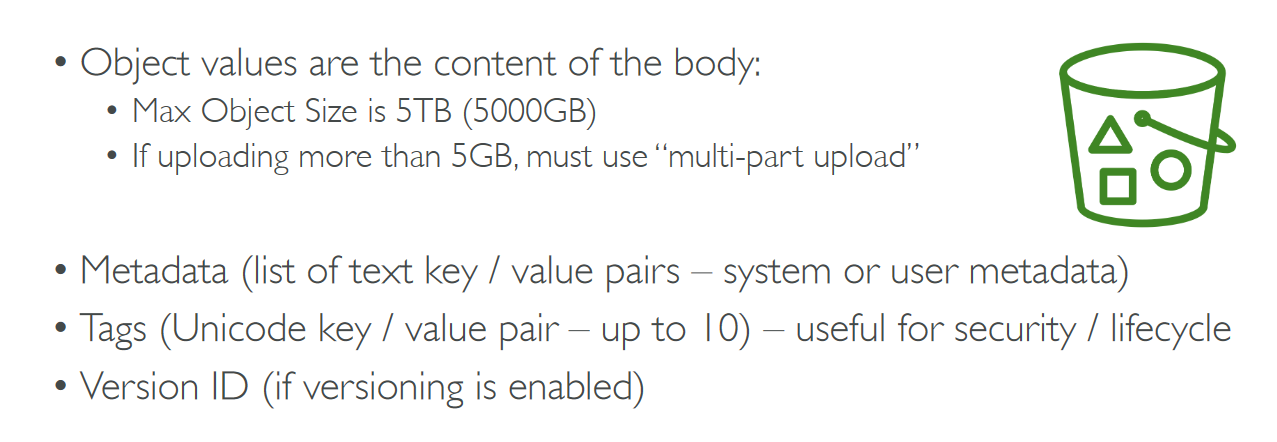 • Object values are the content of the body:
• Max Object Size is 5TB (5000GB)
• If uploading more than 5GB, must use “multi-part upload”
• Metadata (list of text key / value pairs – system or user metadata)
• Tags (Unicode key / value pair – up to 10) – useful for security / lifecycle
• Version ID (if versioning is enabled)